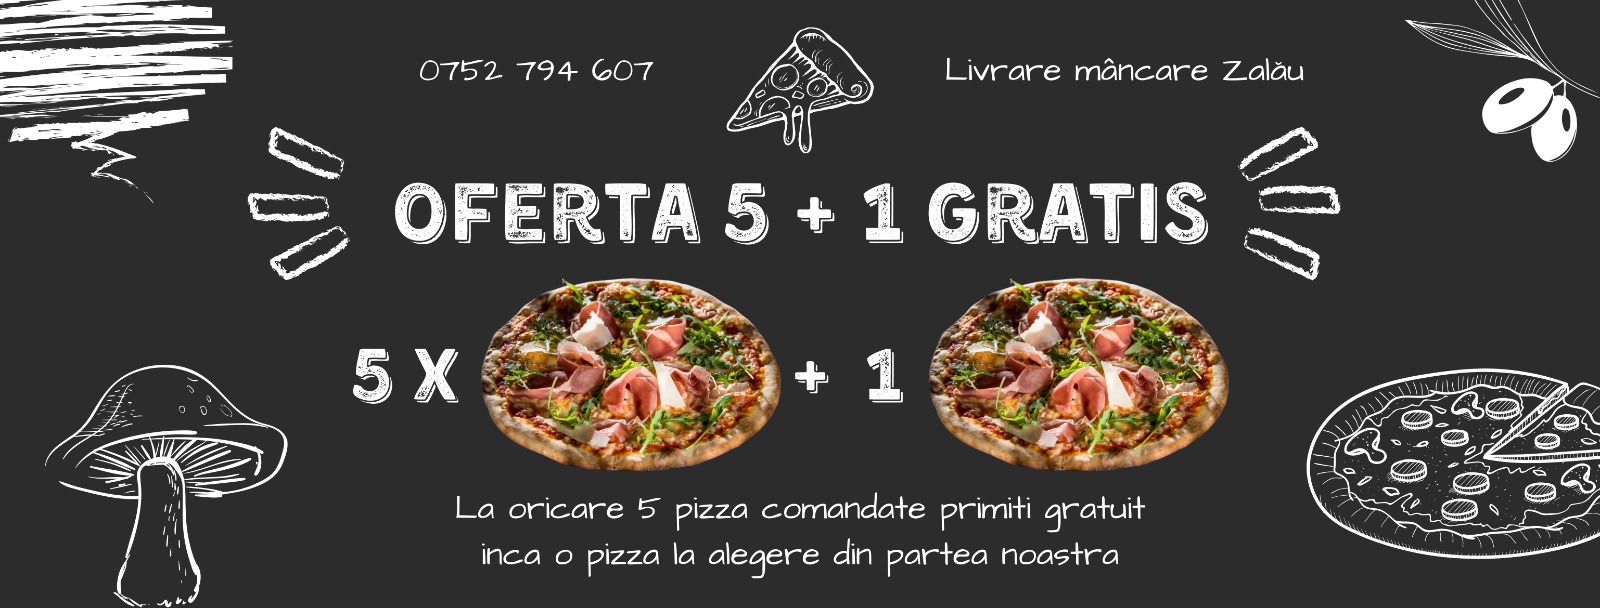 0752 794 607
Livrare mâncare Zalău
OFERTA 5 + 1 GRATIS
5 X + 1
La oricare 5 pizza comandate primiti gratuit
inca o pizza la alegere din partea noastra